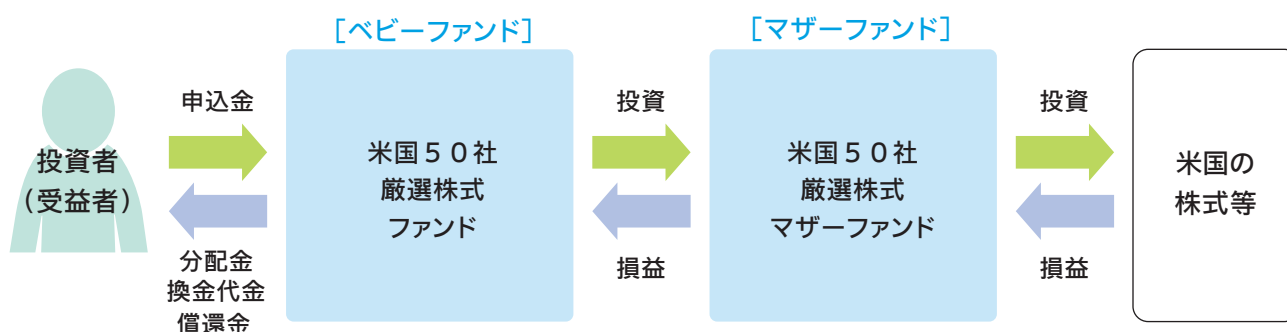 [ベビーファンド]
[マザーファンド]
投資者
（受益者）
申込金
分配金
換金代金
償還金
米国５０社
厳選株式
ファンド
投資
損益
米国５０社
厳選株式
マザーファンド
投資
損益
米国の
株式等